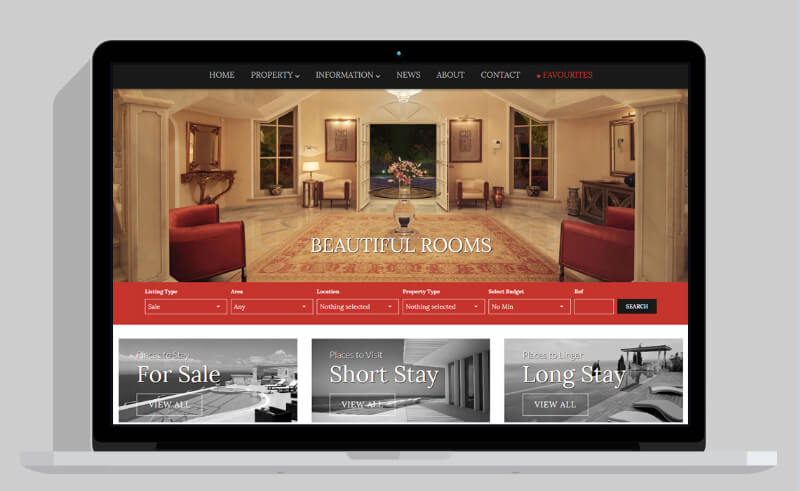 HOME PROPERTY INFORMATION NEWS ABOUT CONTACT FAVOURITES
BEAUTIFUL ROOMS
Listing Type Area Location Property Type Select Budget Ref
Sale Any Nothing selected Nothing selected No Min SEARCH
Places to Stay Places to Visit Places to Linger
For Sale Short Stay Long Stay
VIEW ALL VIEW ALL VIEW ALL